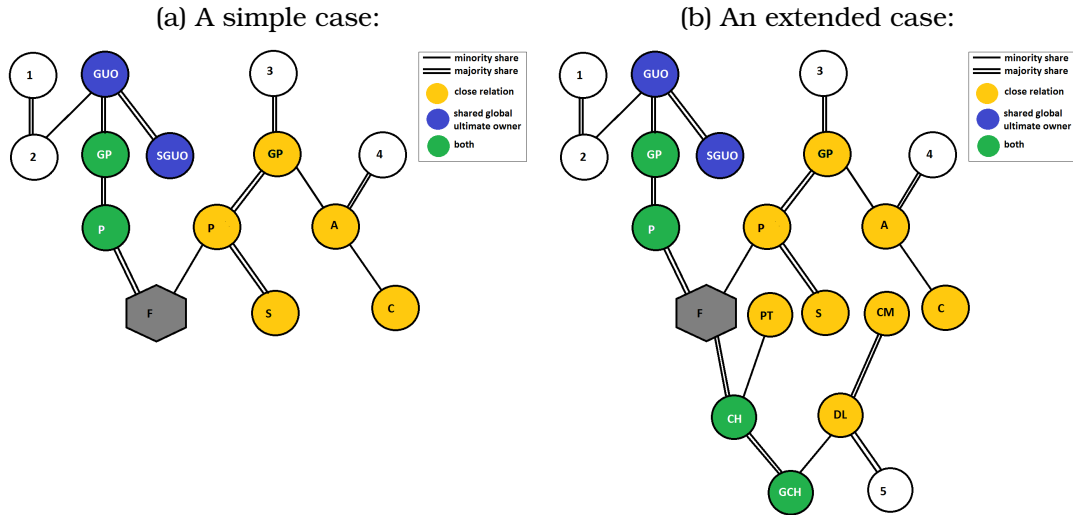 (a) A simple case:
1
GUO
3
2
GP
SGUO
GP
4
P
P
A
F
S
C
minority share
majority share
close relation
shared global
ultimate owner
both
(b) An extended case:
1
GUO
3
2
GP
SGUO
GP
4
P
P
A
F
PT
S
CM
C
CH
DL
GCH
5
minority share
majority share
close relation
shared global
ultimate owner
both